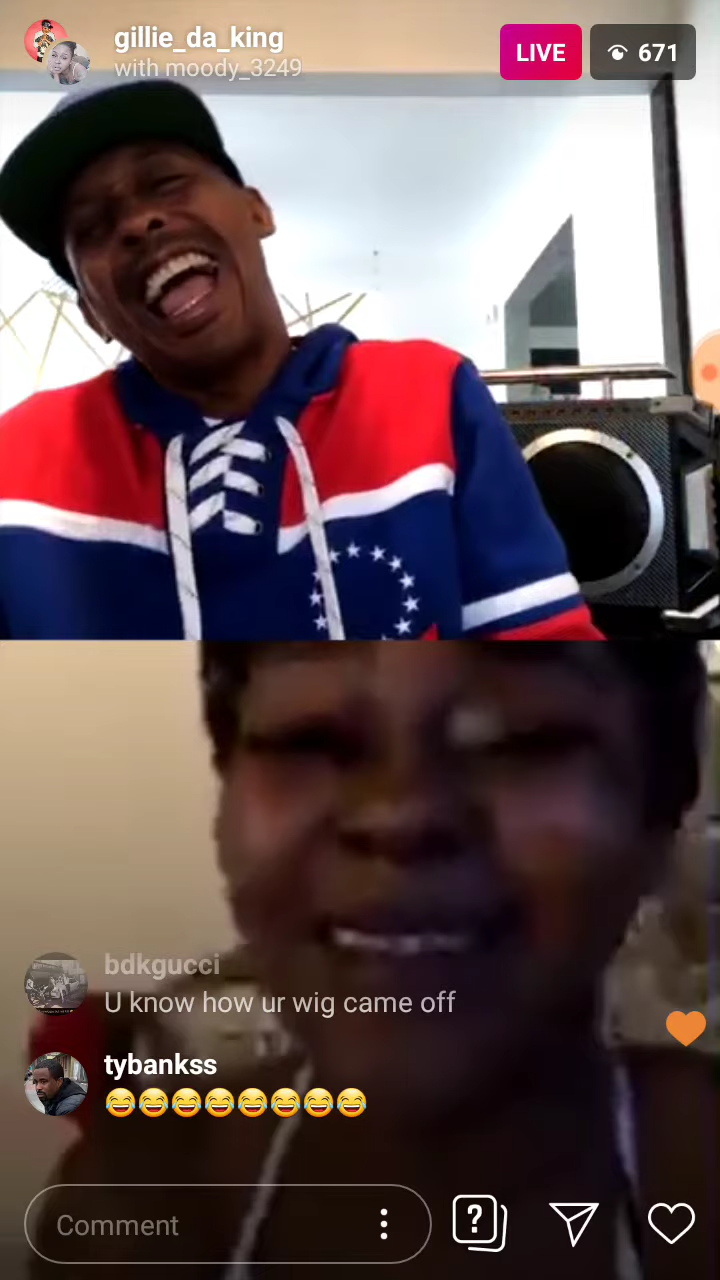 gillie_da_king
with moody_3249
LIVE
671
bdkgucci
U know how ur wig came off
tybankss
😂😂😂😂😂😂😂😂
Comment
?